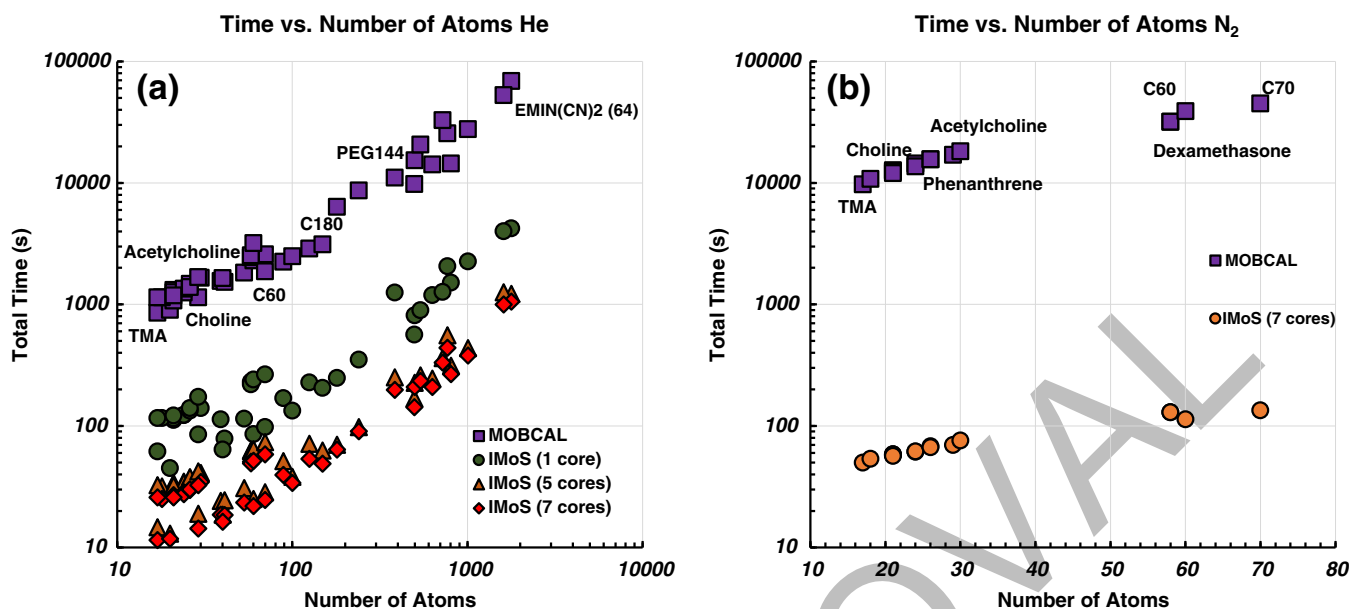 Time vs. Number of Atoms He
(a)
100000
10000
1000
100
10
Total Time (s)
EMIN(CN)2 (64)
PEG144
C180
Acetylcholine
C60
TMA
Choline
MOBCAL
IMoS (1 core)
IMoS (5 cores)
IMoS (7 cores)
10 100 1000 10000
Number of Atoms
Time vs. Number of Atoms N₂
(b)
100000
10000
1000
100
10
Total Time (s)
C60
C70
Acetylcholine
Choline
Dexamethasone
Phenanthrene
TMA
MOBCAL
IMoS (7 cores)
10 20 30 40 50 60 70 80
Number of Atoms
OVAL